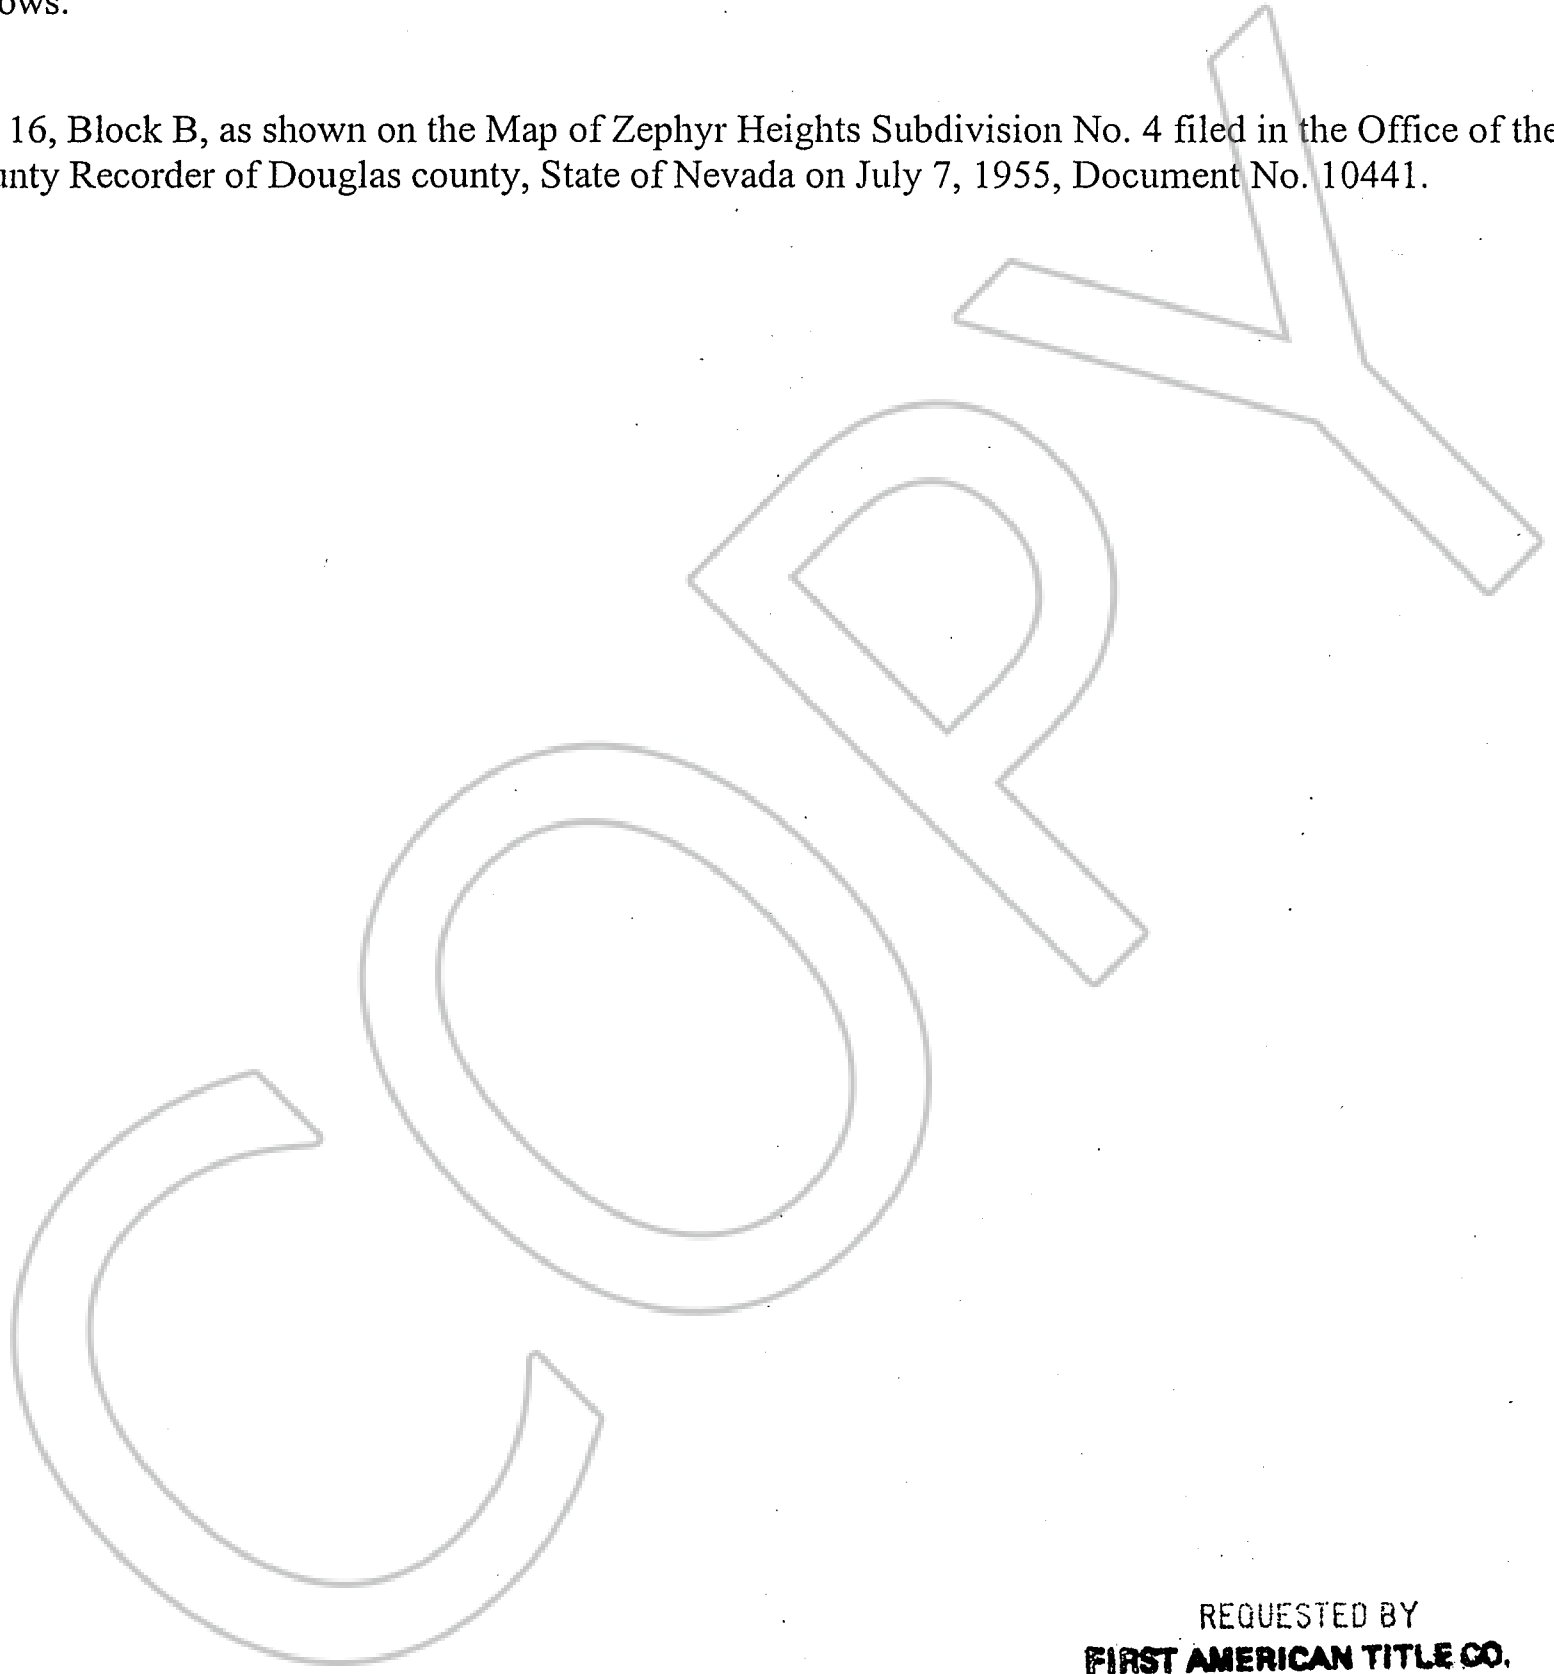 ows.
16, Block B, as shown on the Map of Zephyr Heights Subdivision No. 4 filed in the Office of the
unty Recorder of Douglas county, State of Nevada on July 7, 1955, Document No. 10441.
COPY
REQUESTED BY
FIRST AMERICAN TITLE CO.